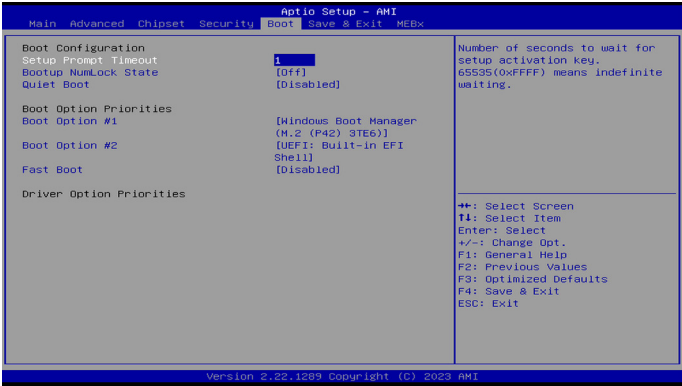 Aptio Setup – AMI
Main Advanced Chipset Security Boot Save & Exit MEBx
Boot Configuration
Setup Prompt Timeout 1
Bootup NumLock State [Off]
Quiet Boot [Disabled]
Boot Option Priorities
Boot Option #1 [Windows Boot Manager
(M.2 (P42) 3TE6)]
Boot Option #2 [UEFI: Built-in EFI
Shell]
Fast Boot [Disabled]
Driver Option Priorities
Number of seconds to wait for
setup activation key.
65535(0xFFFF) means indefinite
waiting.
→←: Select Screen
↑↓: Select Item
Enter: Select
+/-: Change Opt.
F1: General Help
F2: Previous Values
F3: Optimized Defaults
F4: Save & Exit
ESC: Exit
Version 2.22.1289 Copyright (C) 2023 AMI